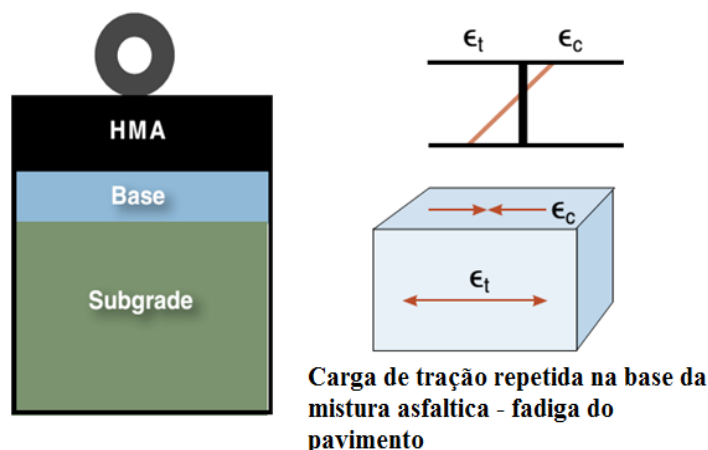 HMA
Base
Subgrade
ϵt ϵc
ϵc
ϵt
Carga de tração repetida na base da
mistura asfaltica - fadiga do
pavimento